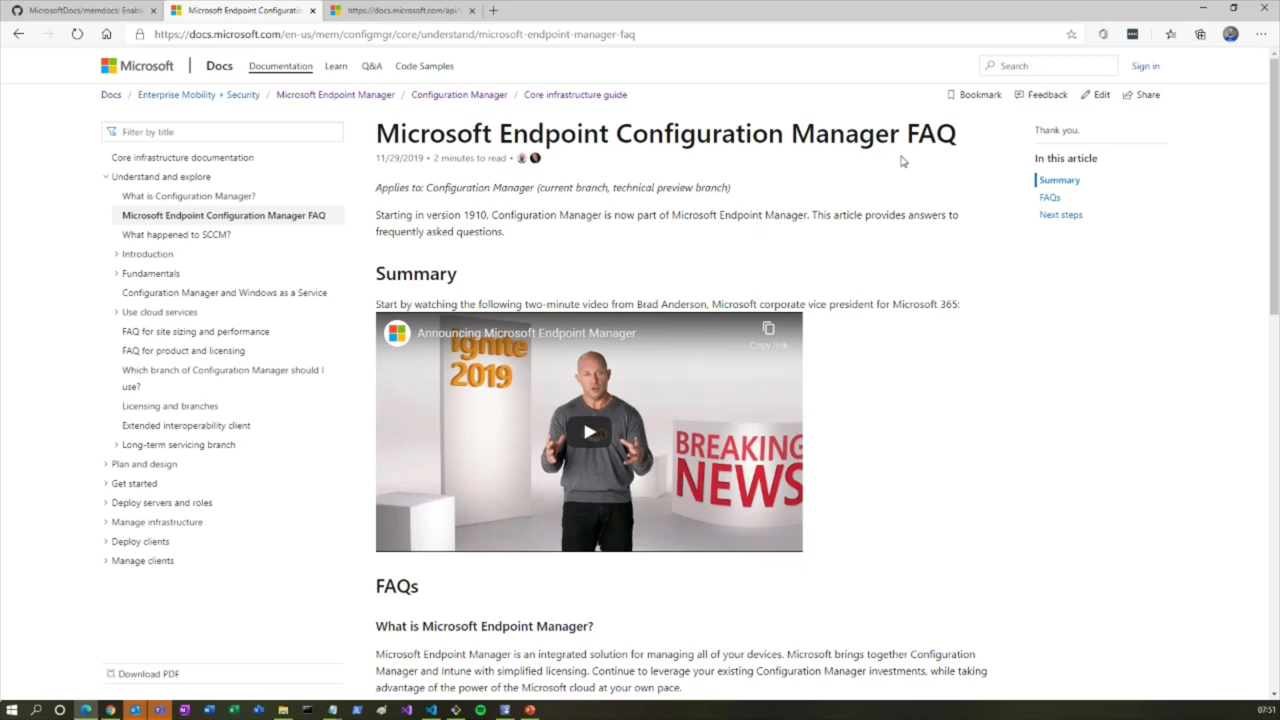 MicrosoftDocs/memdocs: Enabli
Microsoft Endpoint Configuratio
https://docs.microsoft.com/api/
https://docs.microsoft.com/en-us/mem/configmgr/core/understand/microsoft-endpoint-manager-faq
Microsoft
Docs
Documentation
Learn
Q&A
Code Samples
Search
Sign in
Docs / Enterprise Mobility + Security / Microsoft Endpoint Manager / Configuration Manager / Core infrastructure guide
Bookmark
Feedback
Edit
Share
Filter by title
Core infrastructure documentation
Understand and explore
What is Configuration Manager?
Microsoft Endpoint Configuration Manager FAQ
What happened to SCCM?
Introduction
Fundamentals
Configuration Manager and Windows as a Service
Use cloud services
FAQ for site sizing and performance
FAQ for product and licensing
Which branch of Configuration Manager should I
use?
Licensing and branches
Extended interoperability client
Long-term servicing branch
Plan and design
Get started
Deploy servers and roles
Manage infrastructure
Deploy clients
Manage clients
Download PDF
Microsoft Endpoint Configuration Manager FAQ
11/29/2019 • 2 minutes to read •
Applies to: Configuration Manager (current branch, technical preview branch)
Starting in version 1910, Configuration Manager is now part of Microsoft Endpoint Manager. This article provides answers to
frequently asked questions.
Summary
Start by watching the following two-minute video from Brad Anderson, Microsoft corporate vice president for Microsoft 365:
Announcing Microsoft Endpoint Manager
Copy link
Ignite
2019
BREAKING
NEWS
FAQs
What is Microsoft Endpoint Manager?
Microsoft Endpoint Manager is an integrated solution for managing all of your devices. Microsoft brings together Configuration
Manager and Intune with simplified licensing. Continue to leverage your existing Configuration Manager investments, while taking
advantage of the power of the Microsoft cloud at your own pace.
Thank you.
In this article
Summary
FAQs
Next steps
07:51